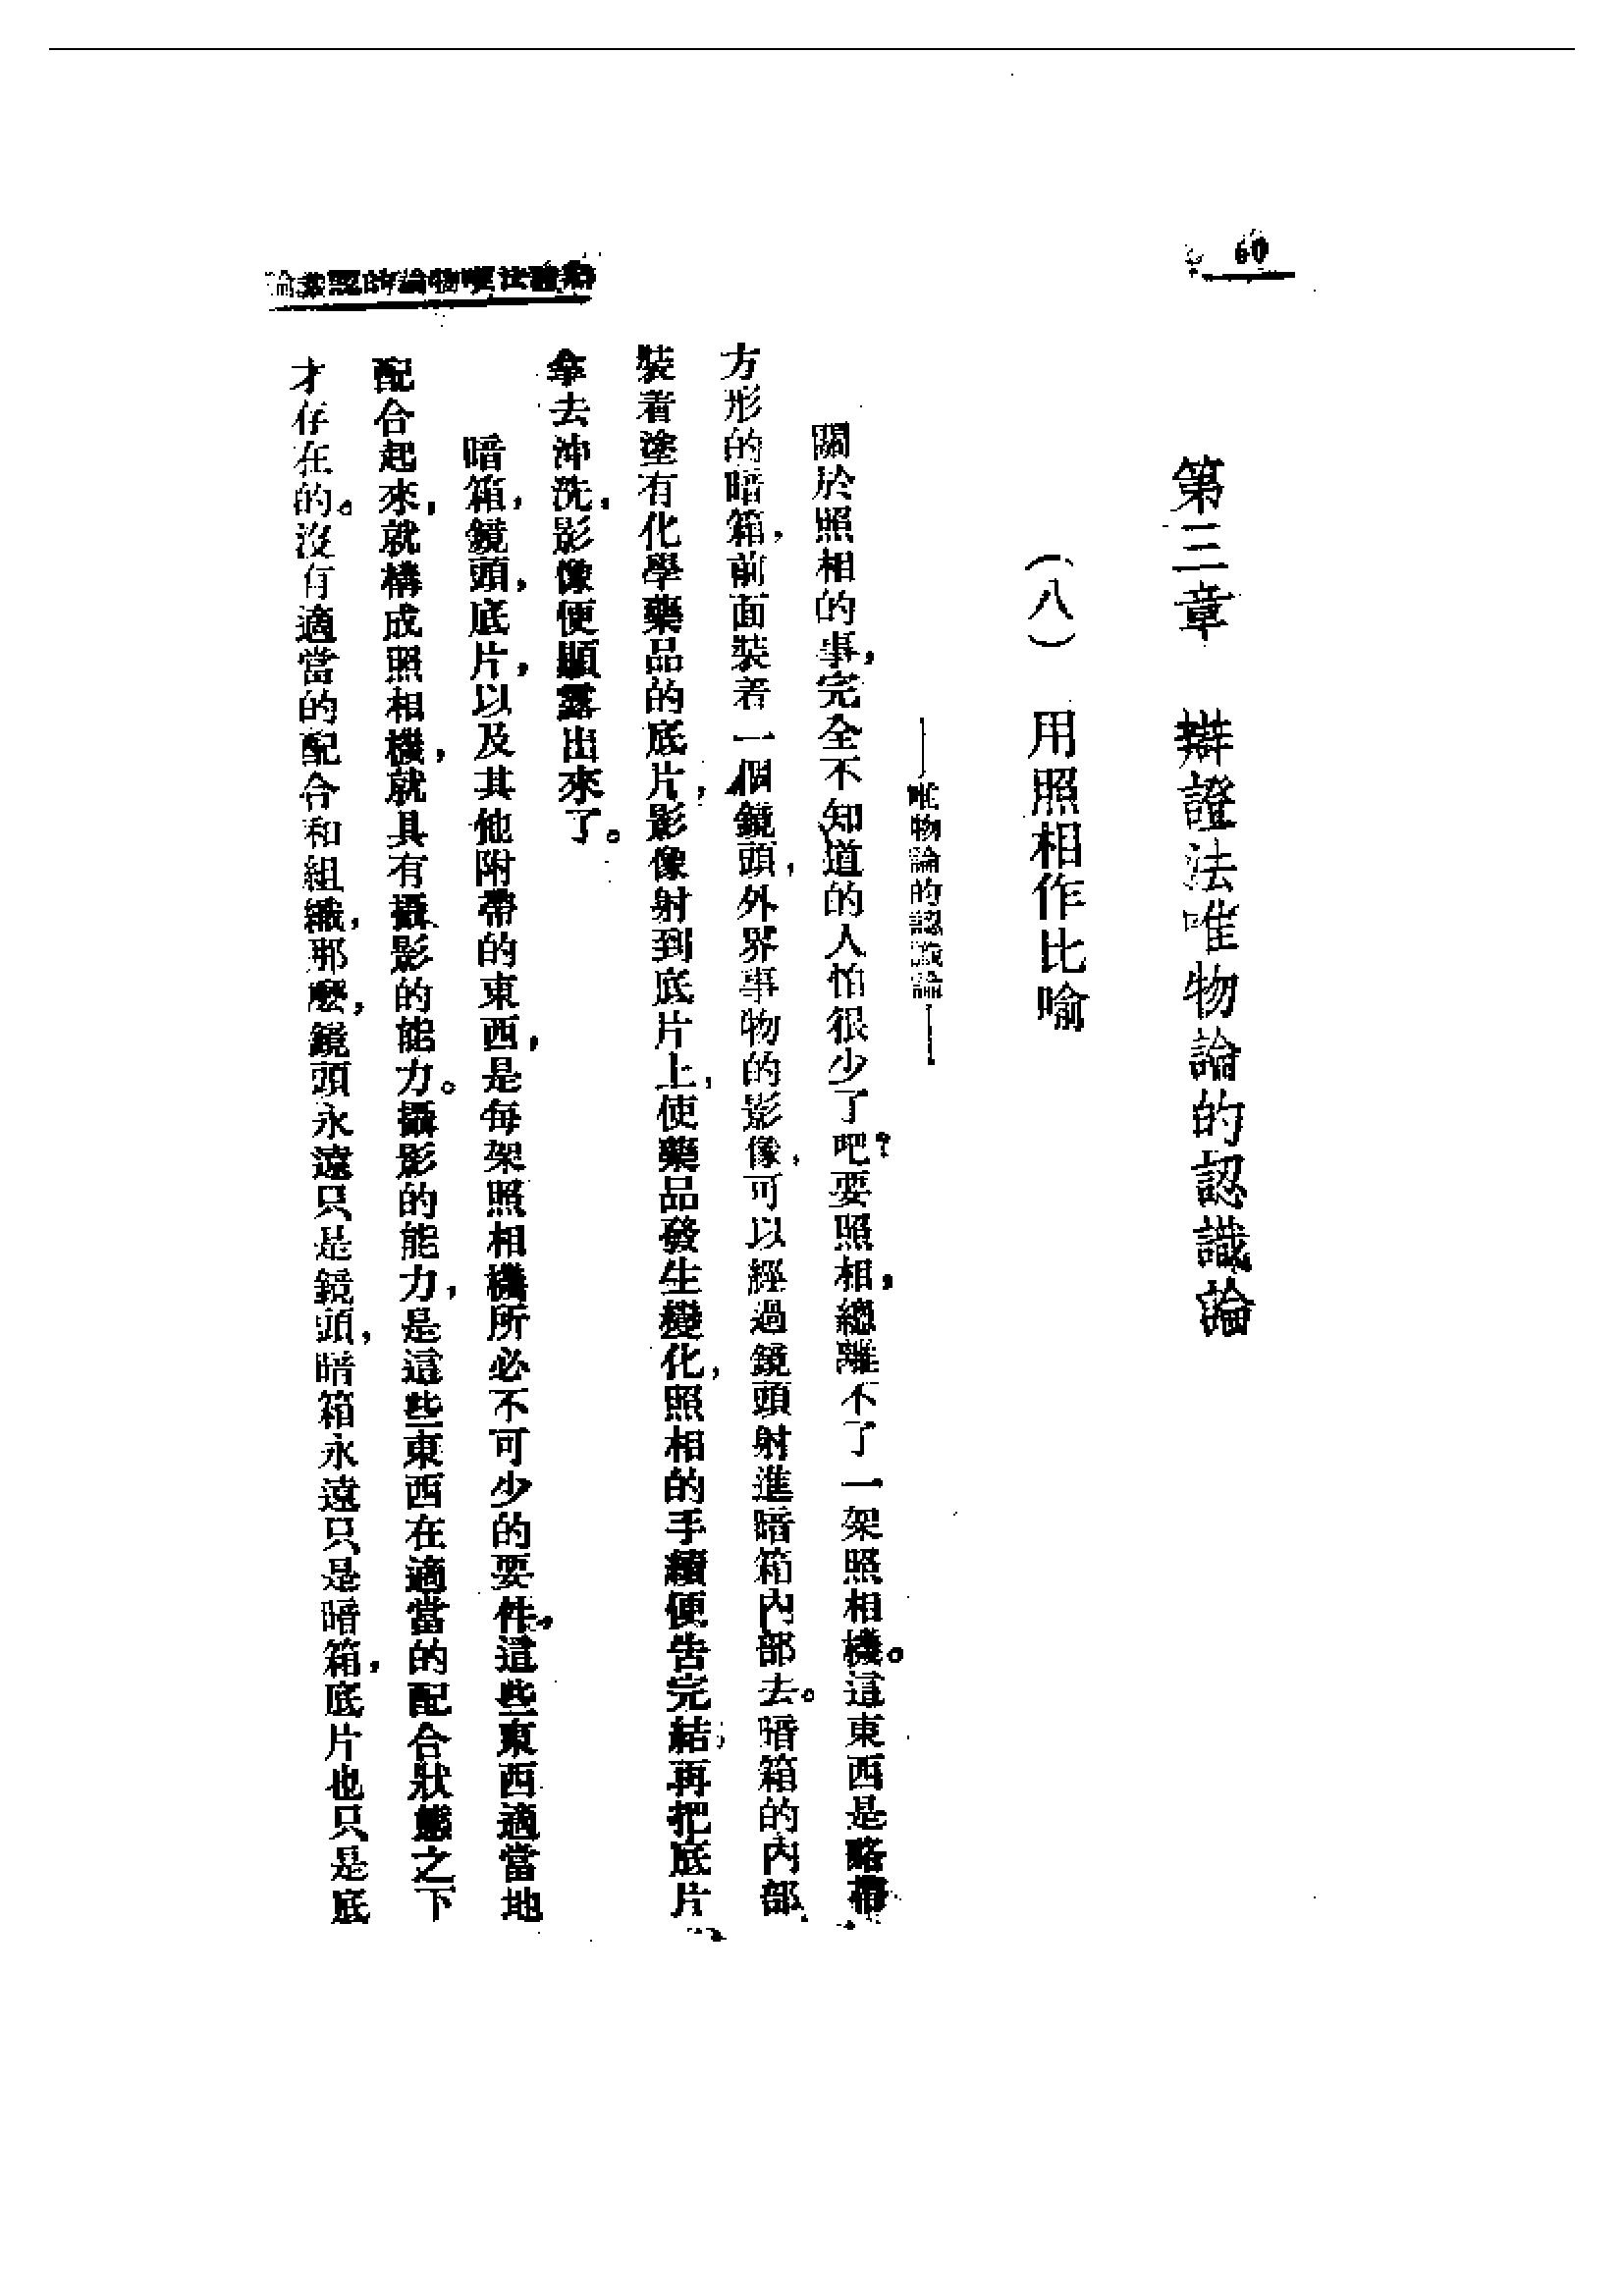 60
辯證法唯物論的認識論
第三章　辯證法唯物論的認識論
（八）　用照相作比喻
——唯物論的認識論——
關於照相的事，完全不知道的人怕很少了吧？要照相，總離不了一架照相機。這東西是略帶
方形的暗箱，前面裝着一個鏡頭，外界事物的影像，可以經過鏡頭射進暗箱內部去。暗箱的內部，
裝着塗有化學藥品的底片，影像射到底片上，使藥品發生變化，照相的手續便告完結，再把底片
拿去沖洗，影像便顯露出來了。
暗箱，鏡頭，底片，以及其他附帶的東西，是每架照相機所必不可少的要件，這些東西適當地
配合起來，就構成照相機，就具有攝影的能力。攝影的能力，是這些東西在適當的配合狀態之下
才存在的。沒有適當的配合和組織，那麽，鏡頭永遠只是鏡頭，暗箱永遠只是暗箱，底片也只是底